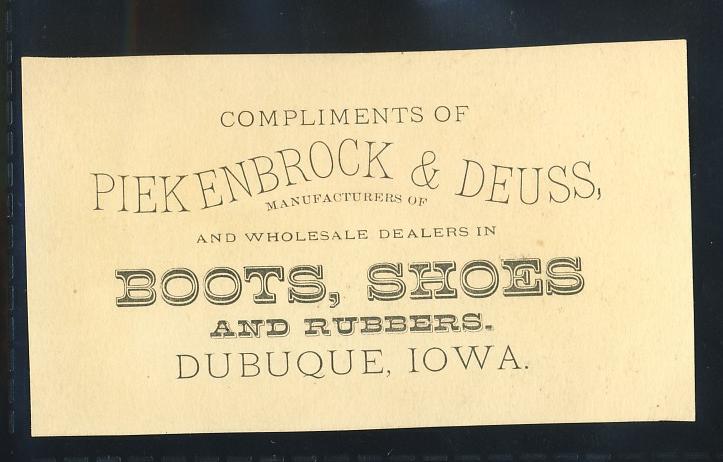 COMPLIMENTS OF
PIEKENBROCK & DEUSS,
MANUFACTURERS OF
AND WHOLESALE DEALERS IN
BOOTS, SHOES
AND RUBBERS.
DUBUQUE, IOWA.